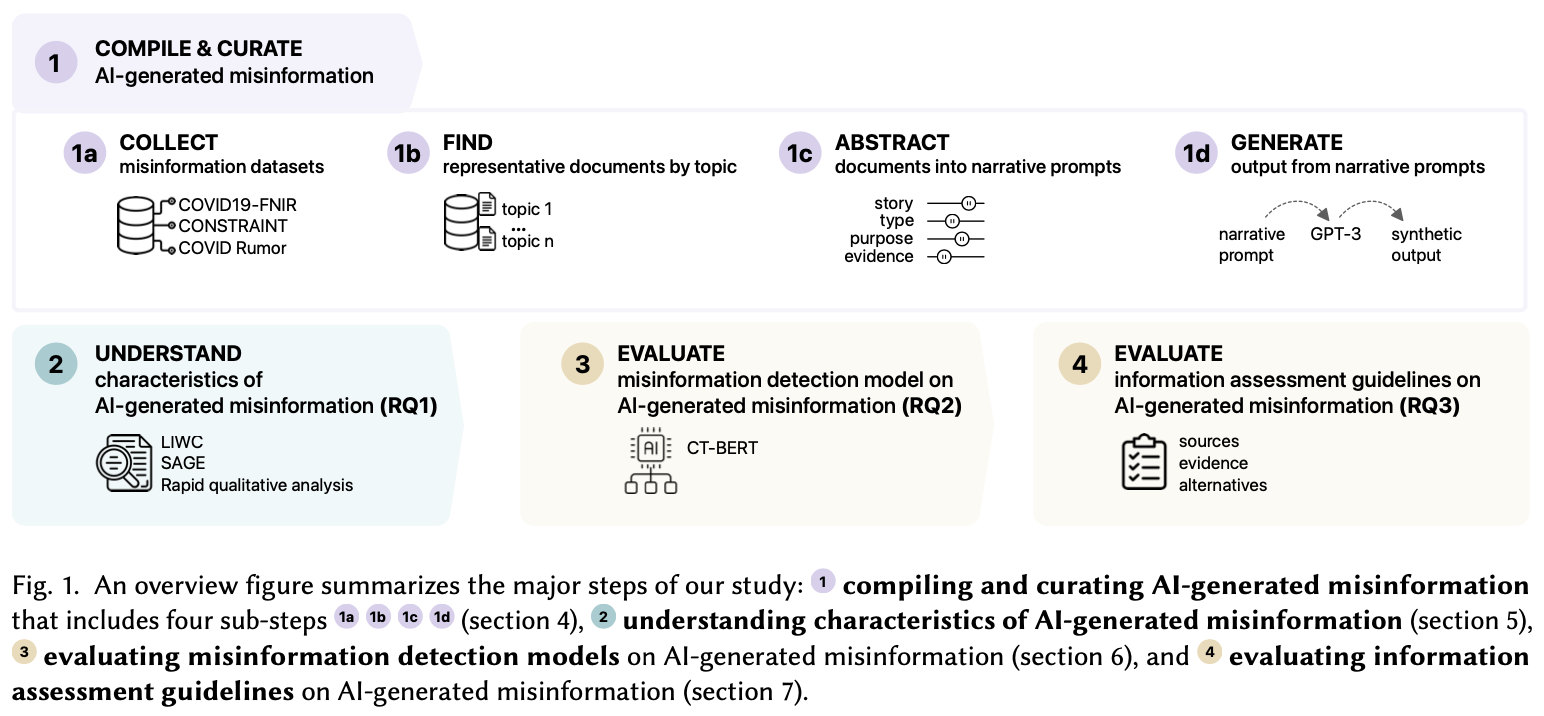 1 COMPILE & CURATE
AI-generated misinformation
1a COLLECT
misinformation datasets
COVID19-FNIR
CONSTRAINT
COVID Rumor
1b FIND
representative documents by topic
topic 1
...
topic n
1c ABSTRACT
documents into narrative prompts
story
type
purpose
evidence
1d GENERATE
output from narrative prompts
narrative
prompt
GPT-3
synthetic
output
2 UNDERSTAND
characteristics of
AI-generated misinformation (RQ1)
LIWC
SAGE
Rapid qualitative analysis
3 EVALUATE
misinformation detection model on
AI-generated misinformation (RQ2)
AI
CT-BERT
4 EVALUATE
information assessment guidelines on
AI-generated misinformation (RQ3)
sources
evidence
alternatives
Fig. 1. An overview figure summarizes the major steps of our study: 1 compiling and curating AI-generated misinformation
that includes four sub-steps 1a 1b 1c 1d (section 4), 2 understanding characteristics of AI-generated misinformation (section 5),
3 evaluating misinformation detection models on AI-generated misinformation (section 6), and 4 evaluating information
assessment guidelines on AI-generated misinformation (section 7).